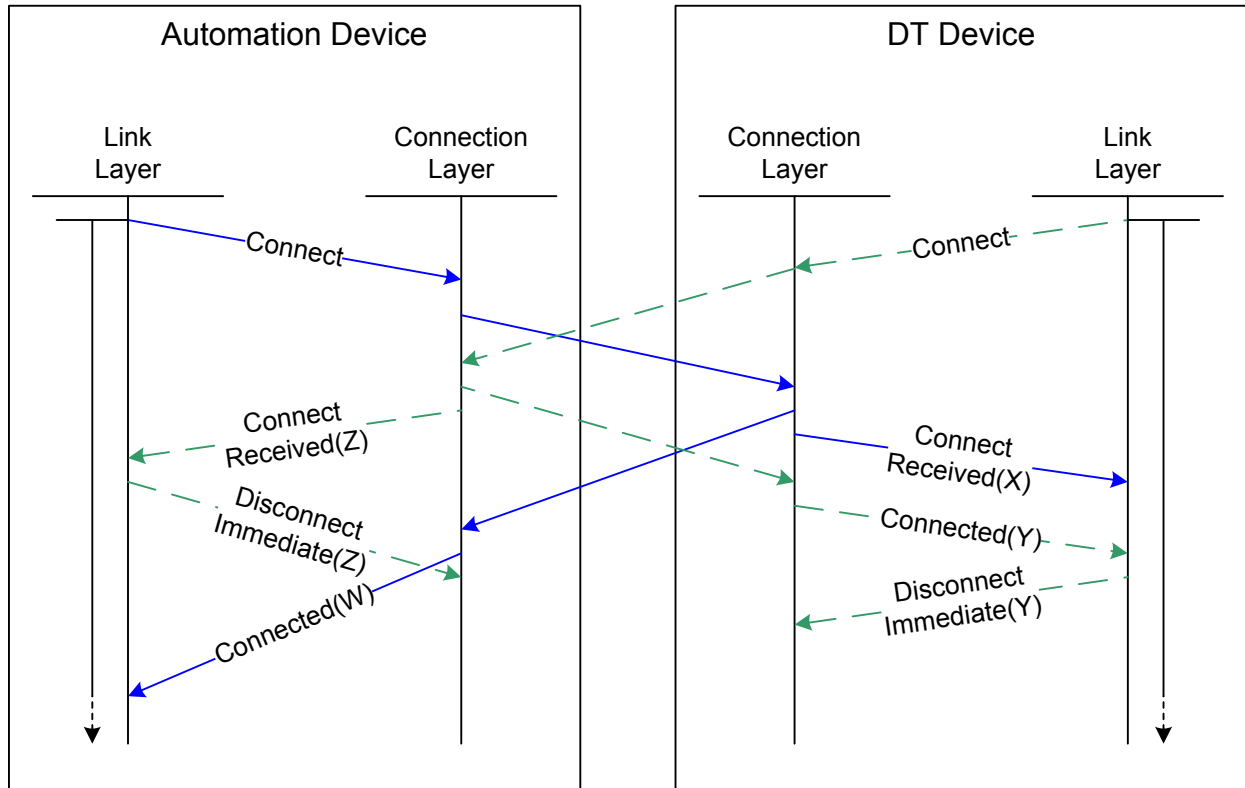 Automation Device
DT Device
Link
Layer
Connection
Layer
Connection
Layer
Link
Layer
Connect
Connect
Connect
Received(Z)
Connect
Received(X)
Disconnect
Immediate(Z)
Connected(Y)
Disconnect
Immediate(Y)
Connected(W)